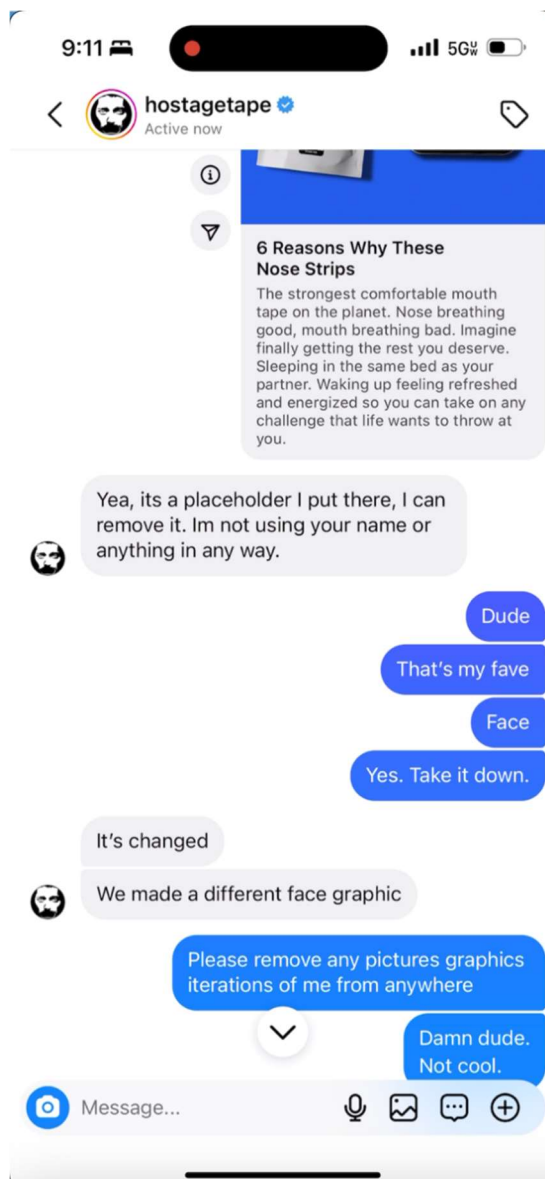 9:11
5GUW
hostagetape
Active now
6 Reasons Why These
Nose Strips
The strongest comfortable mouth
tape on the planet. Nose breathing
good, mouth breathing bad. Imagine
finally getting the rest you deserve.
Sleeping in the same bed as your
partner. Waking up feeling refreshed
and energized so you can take on any
challenge that life wants to throw at
you.
Yea, its a placeholder I put there, I can
remove it. Im not using your name or
anything in any way.
Dude
That's my fave
Face
Yes. Take it down.
It's changed
We made a different face graphic
Please remove any pictures graphics
iterations of me from anywhere
Damn dude.
Not cool.
Message...